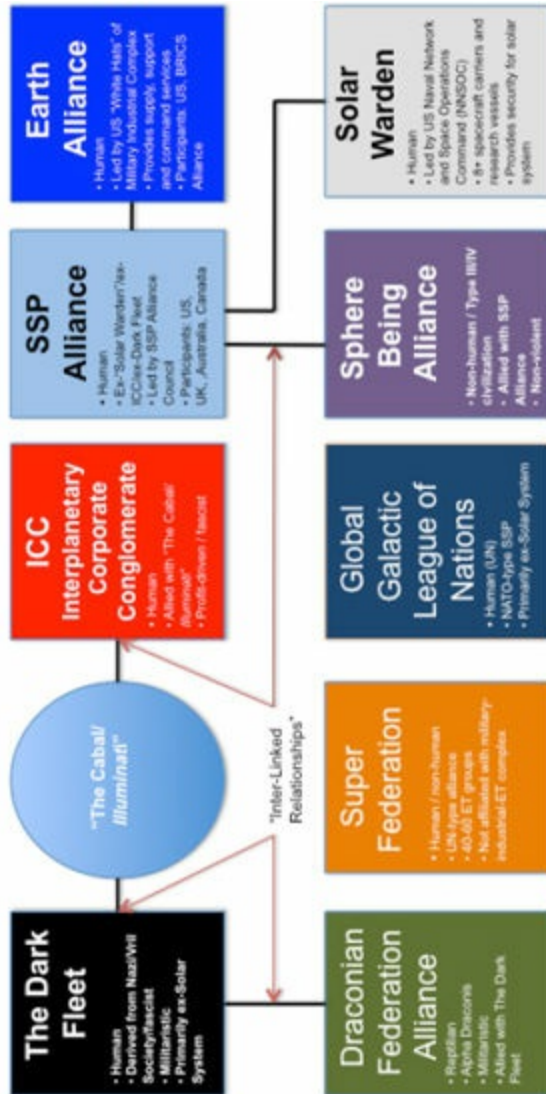 The Dark
Fleet
• Human
• Derived from Nazi/Vril
Society/fascist
• Militaristic
• Primarily ex-Solar
System
"The Cabal/
Illuminati"
ICC
Interplanetary
Corporate
Conglomerate
• Human
• Allied with "The Cabal/
Illuminati"
• Profit-driven / fascist
SSP
Alliance
• Human
• Ex-"Solar Warden"/ex-
ICC/ex-Dark Fleet
• Led by SSP Alliance
Council
• Participants: US,
UK, Australia, Canada
Earth
Alliance
• Human
• Led by US "White Hats" of
Military Industrial Complex
• Provides supply, support
and command services
• Participants: US, BRICS
Alliance
"Inter-Linked
Relationships"
Draconian
Federation
Alliance
• Reptilian
• Alpha Draconis
• Militaristic
• Allied with The Dark
Fleet
Super
Federation
• Human / non-human
• UN-type alliance
• 40-60 ET groups
• Not affiliated with military-
industrial-ET complex
Global
Galactic
League of
Nations
• Human (UN)
• NATO-type SSP
• Primarily ex-Solar System
Sphere
Being
Alliance
• Non-human / Type III/IV
civilization
• Allied with SSP
Alliance
• Non-violent
Solar
Warden
• Human
• Led by US Naval Network
and Space Operations
Command (NNSOC)
• 8+ spacecraft carriers and
research vessels
• Provides security for solar
system